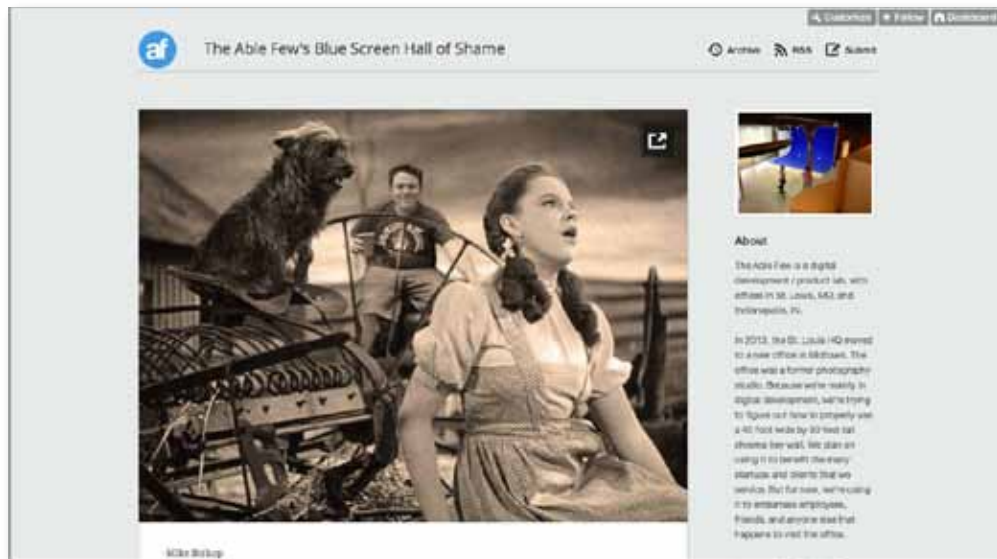 Customize Follow Dashboard
af The Able Few's Blue Screen Hall of Shame Archive RSS Submit
About
The Able Few is a digital
development / product lab, with
offices in St. Louis, MO, and
Indianapolis, IN.
In 2013, the St. Louis HQ moved
to a new office in Midtown. The
office was a former photography
studio. Because we're mainly in
digital development, we're trying
to figure out how to properly use
a 40 foot wide by 20 feet tall
chroma key wall. We plan on
using it to benefit the many
startups and clients that we
service. But for now, we're using
it to embarrass employees,
friends, and anyone else that
happens to visit the office.
Mike Bishop